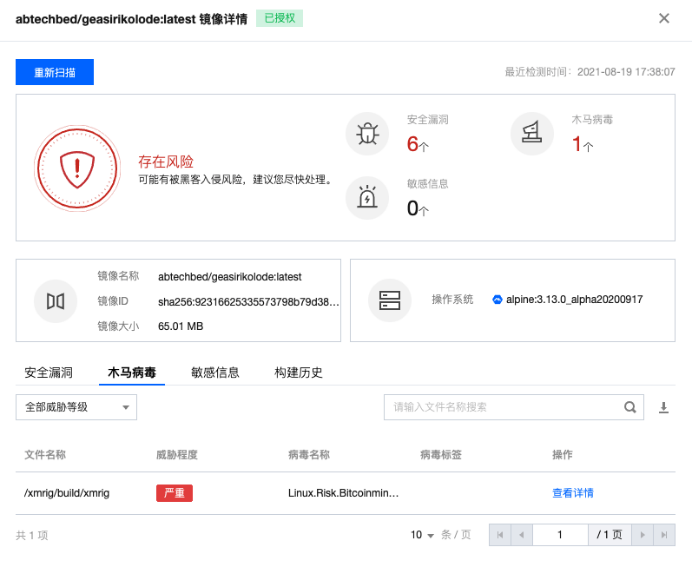 abtechbed/geasirikolode:latest 镜像详情 已授权
重新扫描
最近检测时间：2021-08-19 17:38:07
存在风险
可能有被黑客入侵风险，建议您尽快处理。
安全漏洞
6个
木马病毒
1个
敏感信息
0个
镜像名称 abtechbed/geasirikolode:latest
镜像ID sha256:92316625335573798b79d38...
镜像大小 65.01 MB
操作系统 alpine:3.13.0_alpha20200917
安全漏洞 木马病毒 敏感信息 构建历史
全部威胁等级
请输入文件名称搜索
文件名称 威胁程度 病毒名称 病毒标签 操作
/xmrig/build/xmrig 严重 Linux.Risk.Bitcoinmin... 查看详情
共 1 项
10 条 / 页
1 / 1 页